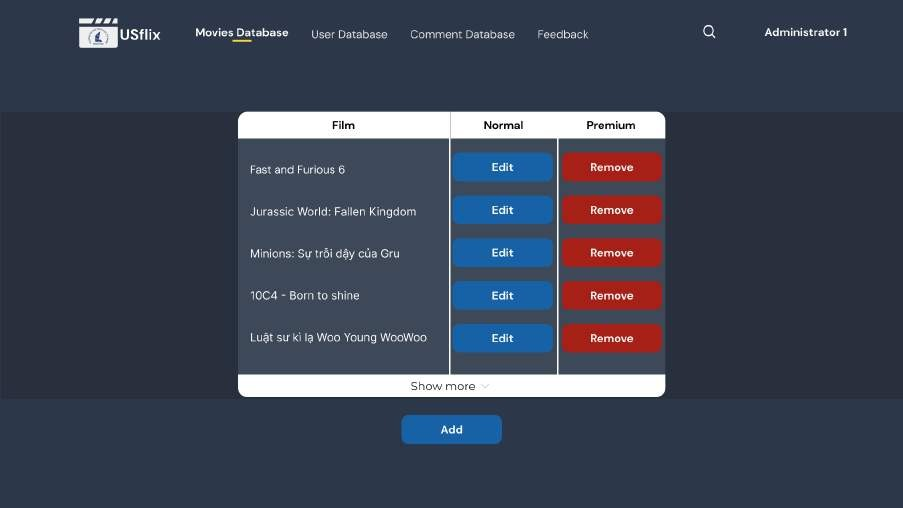 USflix Movies Database User Database Comment Database Feedback Administrator 1
Film Normal Premium
Fast and Furious 6 Edit Remove
Jurassic World: Fallen Kingdom Edit Remove
Minions: Sự trỗi dậy của Gru Edit Remove
10C4 - Born to shine Edit Remove
Luật sư kì lạ Woo Young WooWoo Edit Remove
Show more
Add